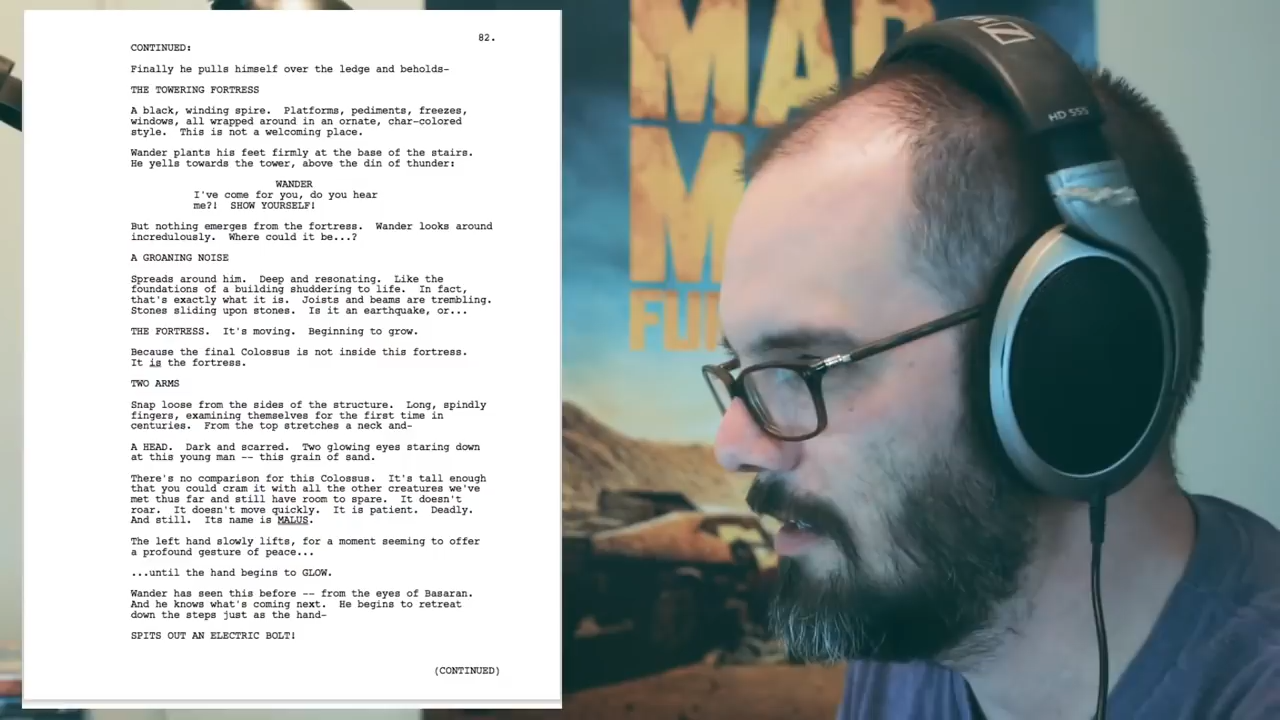 82.
CONTINUED:
Finally he pulls himself over the ledge and beholds-
THE TOWERING FORTRESS
A black, winding spire.  Platforms, pediments, freezes,
windows, all wrapped around in an ornate, char-colored
style.  This is not a welcoming place.
Wander plants his feet firmly at the base of the stairs.
He yells towards the tower, above the din of thunder:
WANDER
I've come for you, do you hear
me?!  SHOW YOURSELF!
But nothing emerges from the fortress.  Wander looks around
incredulously.  Where could it be...?
A GROANING NOISE
Spreads around him.  Deep and resonating.  Like the
foundations of a building shuddering to life.  In fact,
that's exactly what it is.  Joists and beams are trembling.
Stones sliding upon stones.  Is it an earthquake, or...
THE FORTRESS.  It's moving.  Beginning to grow.
Because the final Colossus is not inside this fortress.
It is the fortress.
TWO ARMS
Snap loose from the sides of the structure.  Long, spindly
fingers, examining themselves for the first time in
centuries.  From the top stretches a neck and-
A HEAD.  Dark and scarred.  Two glowing eyes staring down
at this young man -- this grain of sand.
There's no comparison for this Colossus.  It's tall enough
that you could cram it with all the other creatures we've
met thus far and still have room to spare.  It doesn't
roar.  It doesn't move quickly.  It is patient.  Deadly.
And still.  Its name is MALUS.
The left hand slowly lifts, for a moment seeming to offer
a profound gesture of peace...
...until the hand begins to GLOW.
Wander has seen this before -- from the eyes of Basaran.
And he knows what's coming next.  He begins to retreat
down the steps just as the hand-
SPITS OUT AN ELECTRIC BOLT!
(CONTINUED)
MAD
M
FU
HD 555